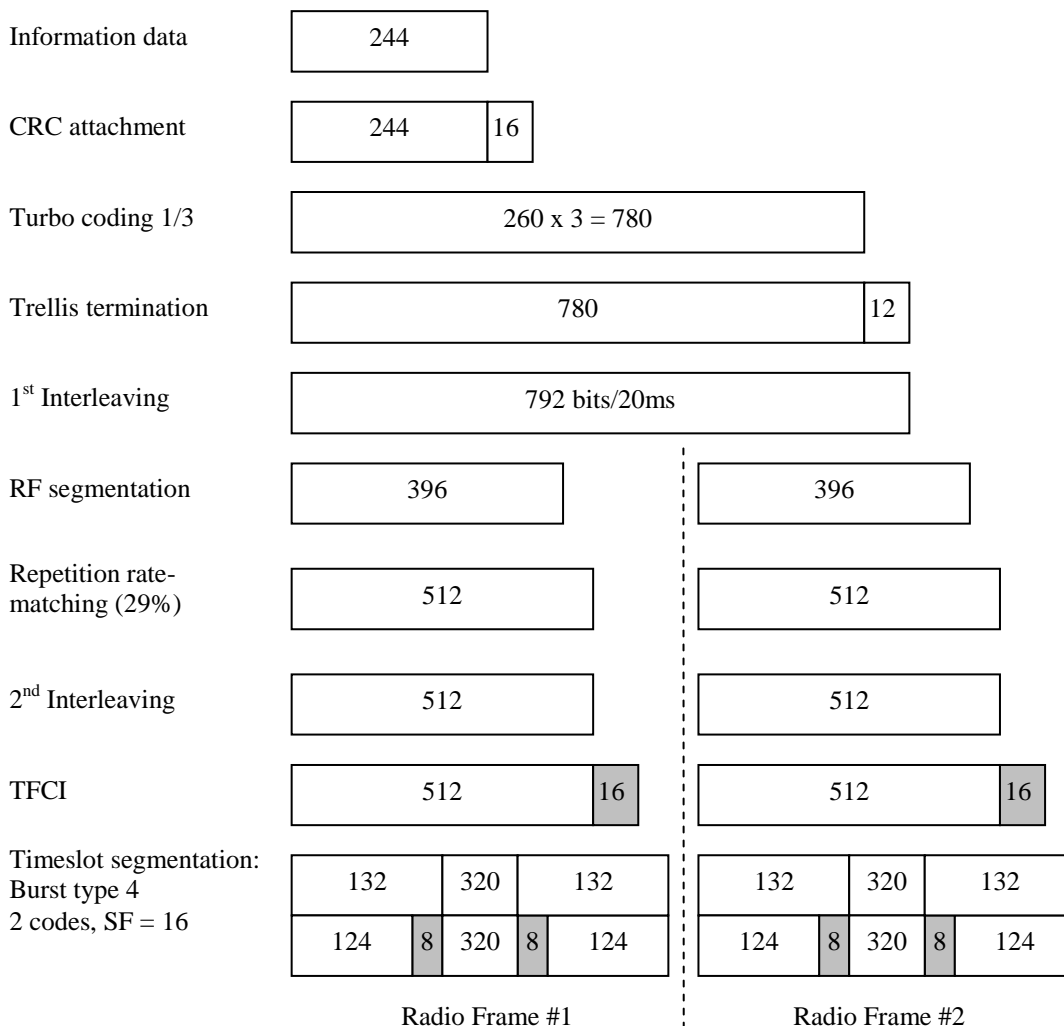 Information data
244
CRC attachment
244 16
Turbo coding 1/3
260 x 3 = 780
Trellis termination
780 12
1st Interleaving
792 bits/20ms
RF segmentation
396 396
Repetition rate-
matching (29%)
512 512
2nd Interleaving
512 512
TFCI
512 16 512 16
Timeslot segmentation:
Burst type 4
2 codes, SF = 16
132 320 132 132 320 132
124 8 320 8 124 124 8 320 8 124
Radio Frame #1 Radio Frame #2